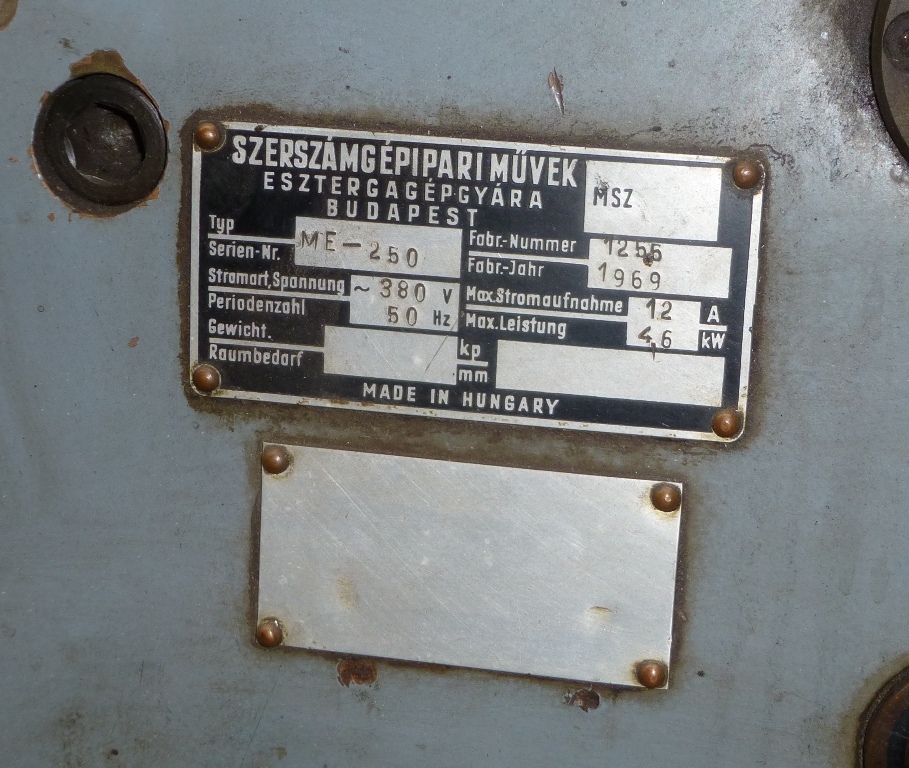 SZERSZÁMGÉPIPARI MŰVEK
ESZTERGAGÉPGYÁRA
BUDAPEST
MSZ
Typ
Serien-Nr.
ME-250
Fabr.-Nummer 1255
Fabr.-Jahr 1969
Stromart, Spannung ~ 380 V
Periodenzahl 50 Hz
Max. Stromaufnahme 12 A
Max. Leistung 4,6 kW
Gewicht. kp
Raumbedarf mm
MADE IN HUNGARY